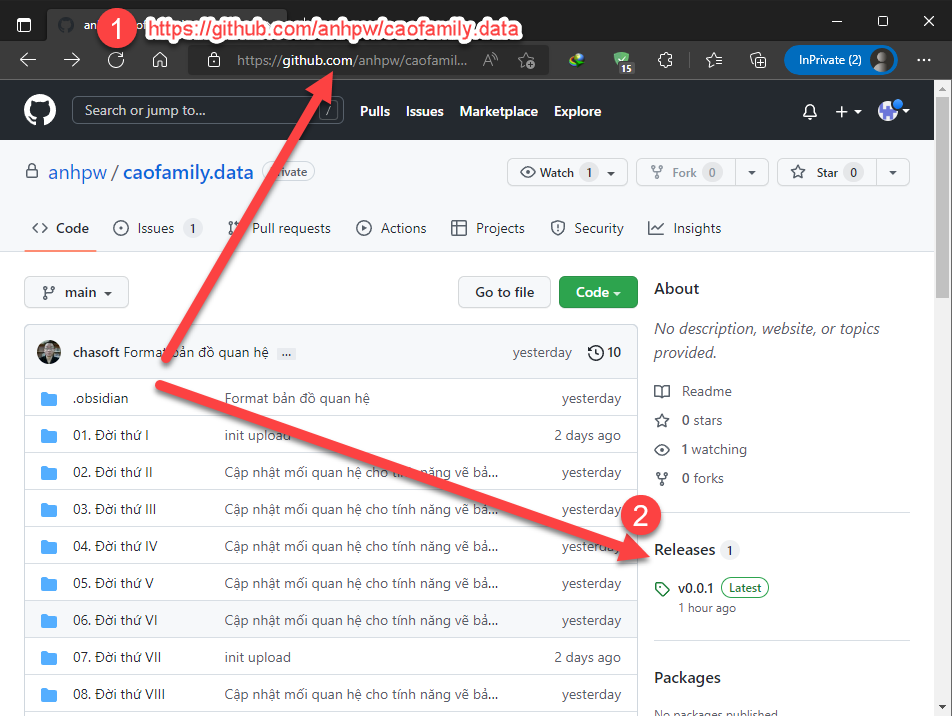 1 https://github.com/anhpw/caofamily.data
https://github.com/anhpw/caofamil...
15
InPrivate (2)
Search or jump to...
/
Pulls Issues Marketplace Explore
anhpw / caofamily.data
Watch 1
Fork 0
Star 0
Code
Issues 1
Pull requests
Actions
Projects
Security
Insights
main
Go to file
Code
chasoft Format bản đồ quan hệ ... yesterday 10
.obsidian Format bản đồ quan hệ yesterday
01. Đời thứ I init upload 2 days ago
02. Đời thứ II Cập nhật mối quan hệ cho tính năng vẽ bả... yesterday
03. Đời thứ III Cập nhật mối quan hệ cho tính năng vẽ bả... yesterday
04. Đời thứ IV Cập nhật mối quan hệ cho tính năng vẽ bả... yesterday
05. Đời thứ V Cập nhật mối quan hệ cho tính năng vẽ bả... yesterday
06. Đời thứ VI Cập nhật mối quan hệ cho tính năng vẽ bả... yesterday
07. Đời thứ VII init upload 2 days ago
08. Đời thứ VIII Cập nhật mối quan hệ cho tính năng vẽ bả... yesterday
About
No description, website, or topics
provided.
Readme
0 stars
1 watching
0 forks
2
Releases 1
v0.0.1 Latest
1 hour ago
Packages
No packages published